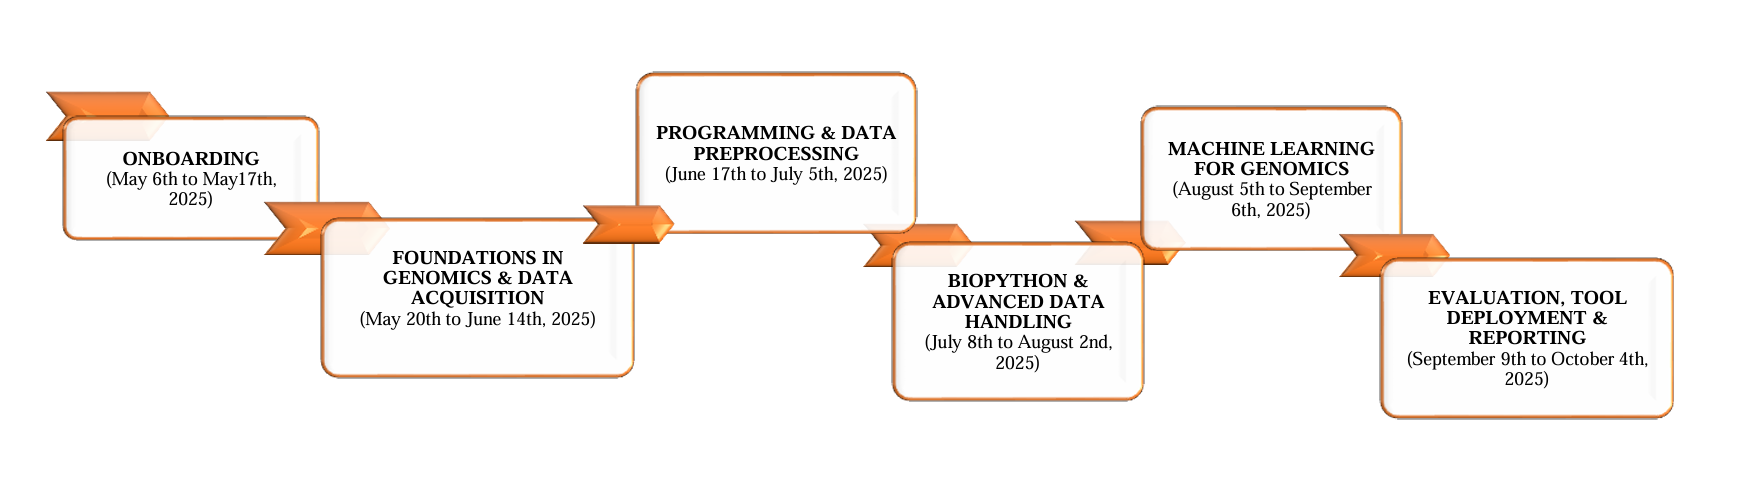 ONBOARDING
(May 6th to May17th,
2025)
FOUNDATIONS IN
GENOMICS & DATA
ACQUISITION
(May 20th to June 14th, 2025)
PROGRAMMING & DATA
PREPROCESSING
(June 17th to July 5th, 2025)
BIOPYTHON &
ADVANCED DATA
HANDLING
(July 8th to August 2nd,
2025)
MACHINE LEARNING
FOR GENOMICS
(August 5th to September
6th, 2025)
EVALUATION, TOOL
DEPLOYMENT &
REPORTING
(September 9th to October 4th,
2025)